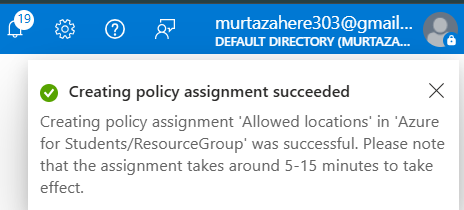 19
murtazahere303@gmail...
DEFAULT DIRECTORY (MURTAZA...
Creating policy assignment succeeded
Creating policy assignment 'Allowed locations' in 'Azure
for Students/ResourceGroup' was successful. Please note
that the assignment takes around 5-15 minutes to take
effect.